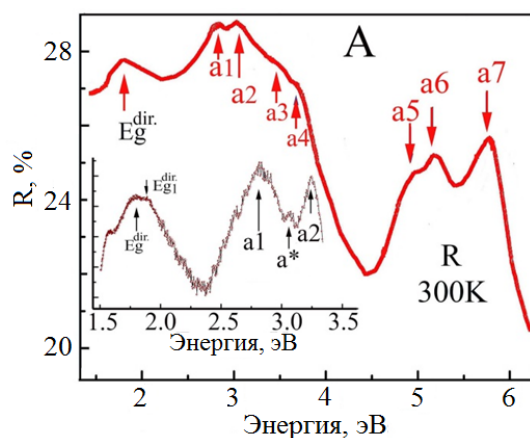 28
24
20
R, %
A
a1
a2
a3
a4
a5
a6
a7
Eg dir.
Eg1 dir.
Eg dir.
a1
a*
a2
1.5 2.0 2.5 3.0 3.5
Энергия, эВ
R
300K
2 3 4 5 6
Энергия, эВ